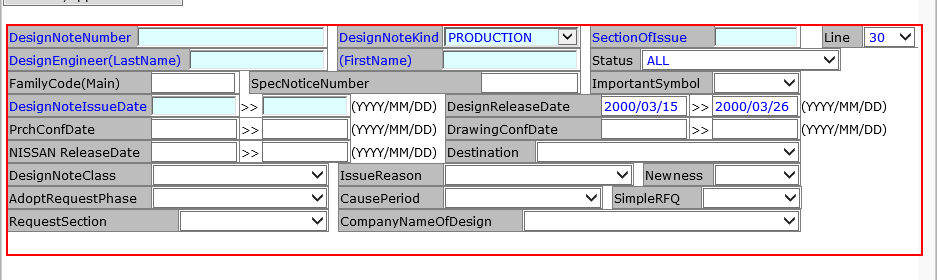 DesignNoteNumber DesignNoteKind PRODUCTION SectionOfIssue Line 30
DesignEngineer(LastName) (FirstName) Status ALL
FamilyCode(Main) SpecNoticeNumber ImportantSymbol
DesignNoteIssueDate >> (YYYY/MM/DD) DesignReleaseDate 2000/03/15 >> 2000/03/26 (YYYY/MM/DD)
PrchConfDate >> (YYYY/MM/DD) DrawingConfDate >> (YYYY/MM/DD)
NISSAN ReleaseDate >> (YYYY/MM/DD) Destination
DesignNoteClass IssueReason Newness
AdoptRequestPhase CausePeriod SimpleRFQ
RequestSection CompanyNameOfDesign